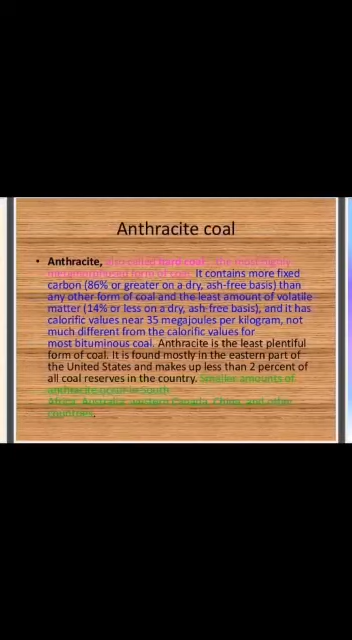 Anthracite coal
• Anthracite, also called hard coal, the most highly
metamorphosed form of coal. It contains more fixed
carbon (86% or greater on a dry, ash-free basis) than
any other form of coal and the least amount of volatile
matter (14% or less on a dry, ash-free basis), and it has
calorific values near 35 megajoules per kilogram, not
much different from the calorific values for
most bituminous coal. Anthracite is the least plentiful
form of coal. It is found mostly in the eastern part of
the United States and makes up less than 2 percent of
all coal reserves in the country. Smaller amounts of
anthracite occur in South
Africa, Australia, western Canada, China, and other
countries.